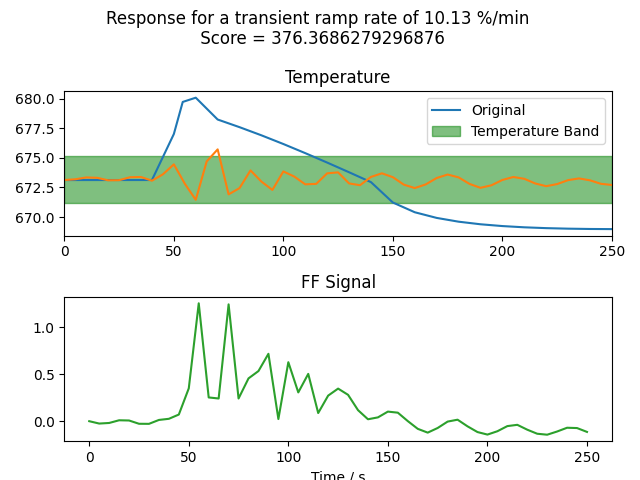 Response for a transient ramp rate of 10.13 %/min
Score = 376.3686279296876
Temperature
680.0
677.5
675.0
672.5
670.0
Original
Temperature Band
0 50 100 150 200 250
FF Signal
1.0
0.5
0.0
0 50 100 150 200 250
Time / s